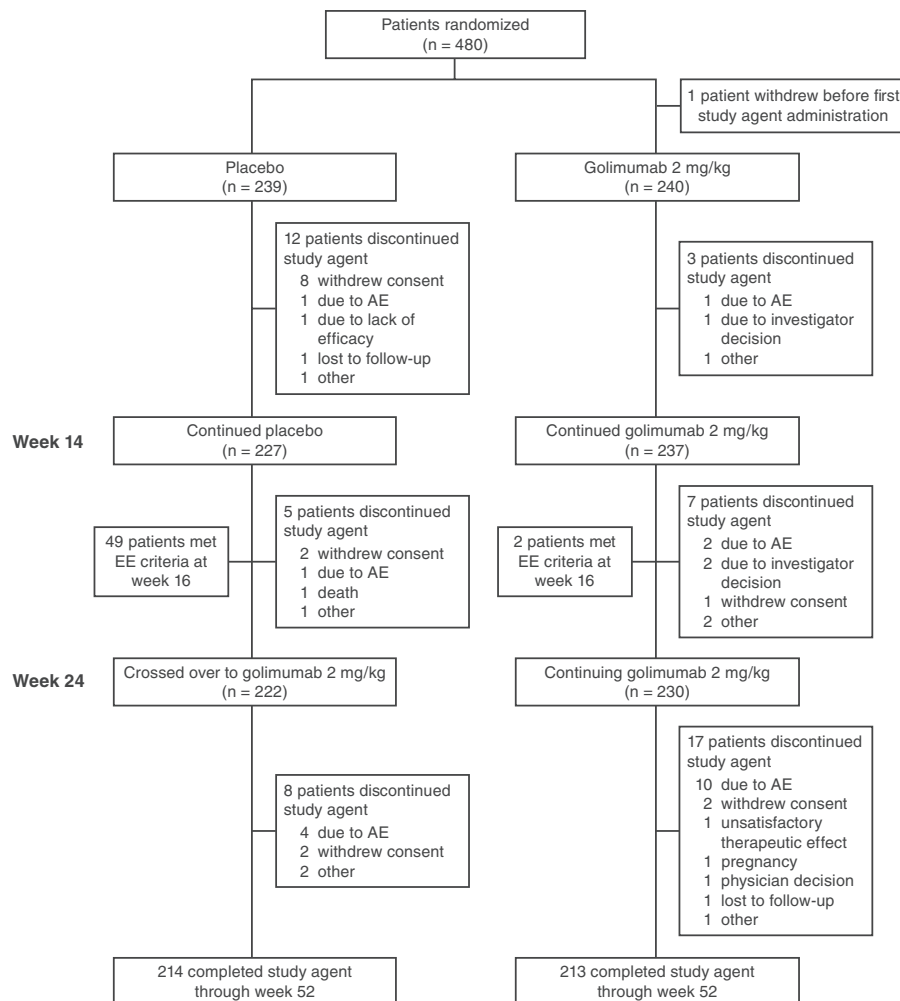 Patients randomized
(n = 480)
1 patient withdrew before first
study agent administration
Placebo
(n = 239)
Golimumab 2 mg/kg
(n = 240)
12 patients discontinued
study agent
8 withdrew consent
1 due to AE
1 due to lack of
efficacy
1 lost to follow-up
1 other
3 patients discontinued
study agent
1 due to AE
1 due to investigator
decision
1 other
Week 14
Continued placebo
(n = 227)
Continued golimumab 2 mg/kg
(n = 237)
49 patients met
EE criteria at
week 16
5 patients discontinued
study agent
2 withdrew consent
1 due to AE
1 death
1 other
2 patients met
EE criteria at
week 16
7 patients discontinued
study agent
2 due to AE
2 due to investigator
decision
1 withdrew consent
2 other
Week 24
Crossed over to golimumab 2 mg/kg
(n = 222)
Continuing golimumab 2 mg/kg
(n = 230)
8 patients discontinued
study agent
4 due to AE
2 withdrew consent
2 other
17 patients discontinued
study agent
10 due to AE
2 withdrew consent
1 unsatisfactory
therapeutic effect
1 pregnancy
1 physician decision
1 lost to follow-up
1 other
214 completed study agent
through week 52
213 completed study agent
through week 52